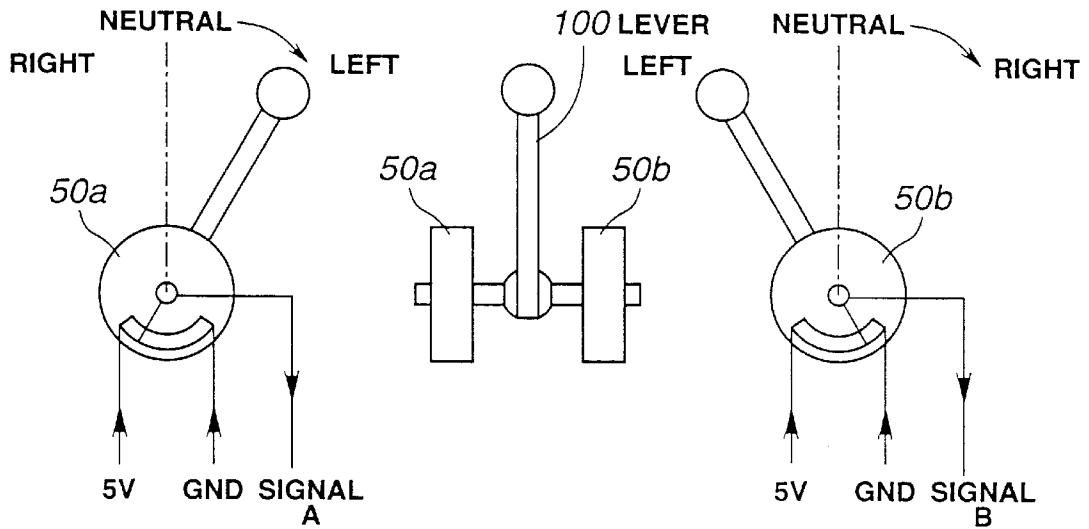 NEUTRAL
RIGHT
LEFT
50a
5V
GND
SIGNAL
A
100 LEVER
50a
50b
NEUTRAL
LEFT
RIGHT
50b
5V
GND
SIGNAL
B